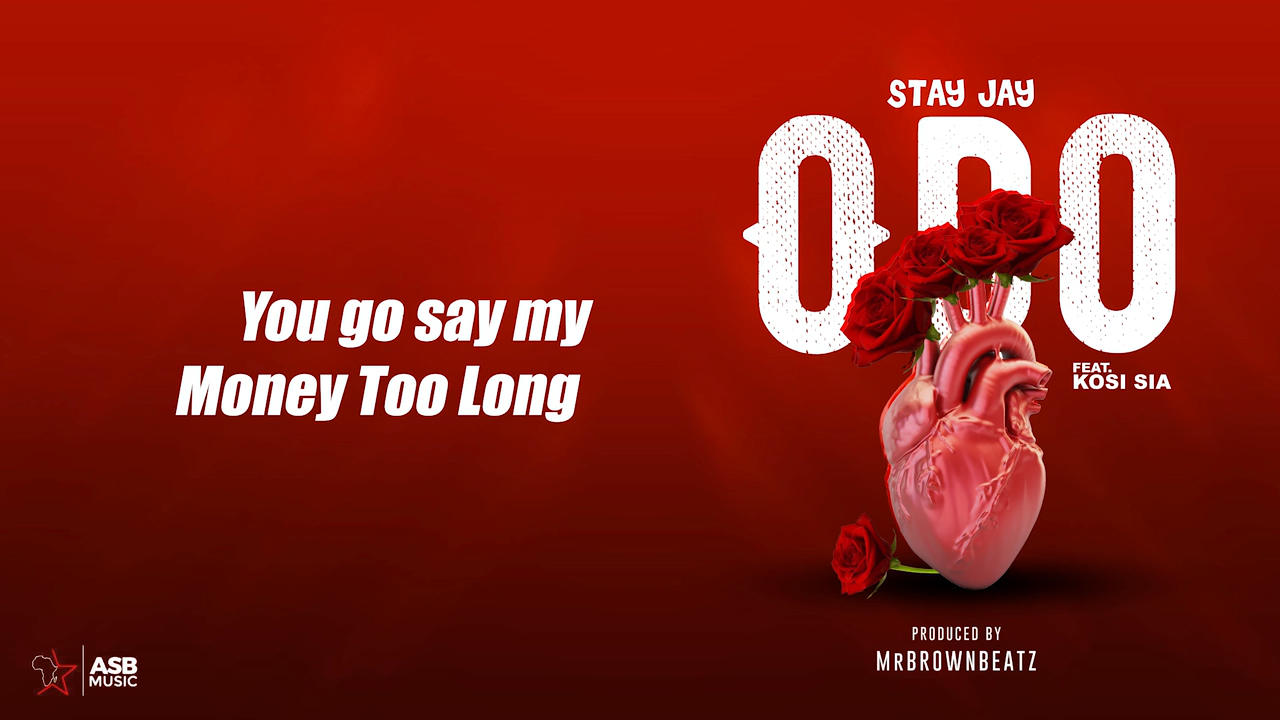 You go say my
Money Too Long
STAY JAY
ODO
FEAT.
KOSI SIA
PRODUCED BY
MRBROWNBEATZ
ASB
MUSIC